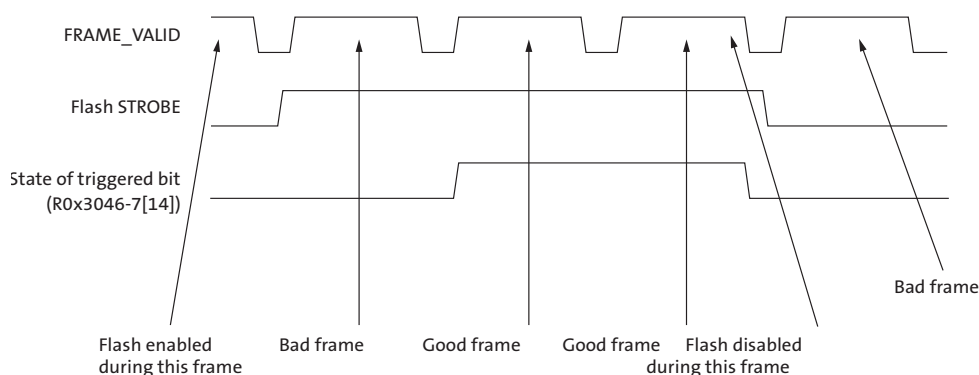 FRAME_VALID
Flash STROBE
State of triggered bit
(R0x3046-7[14])
Bad frame
Flash enabled
during this frame
Bad frame
Good frame
Good frame
Flash disabled
during this frame